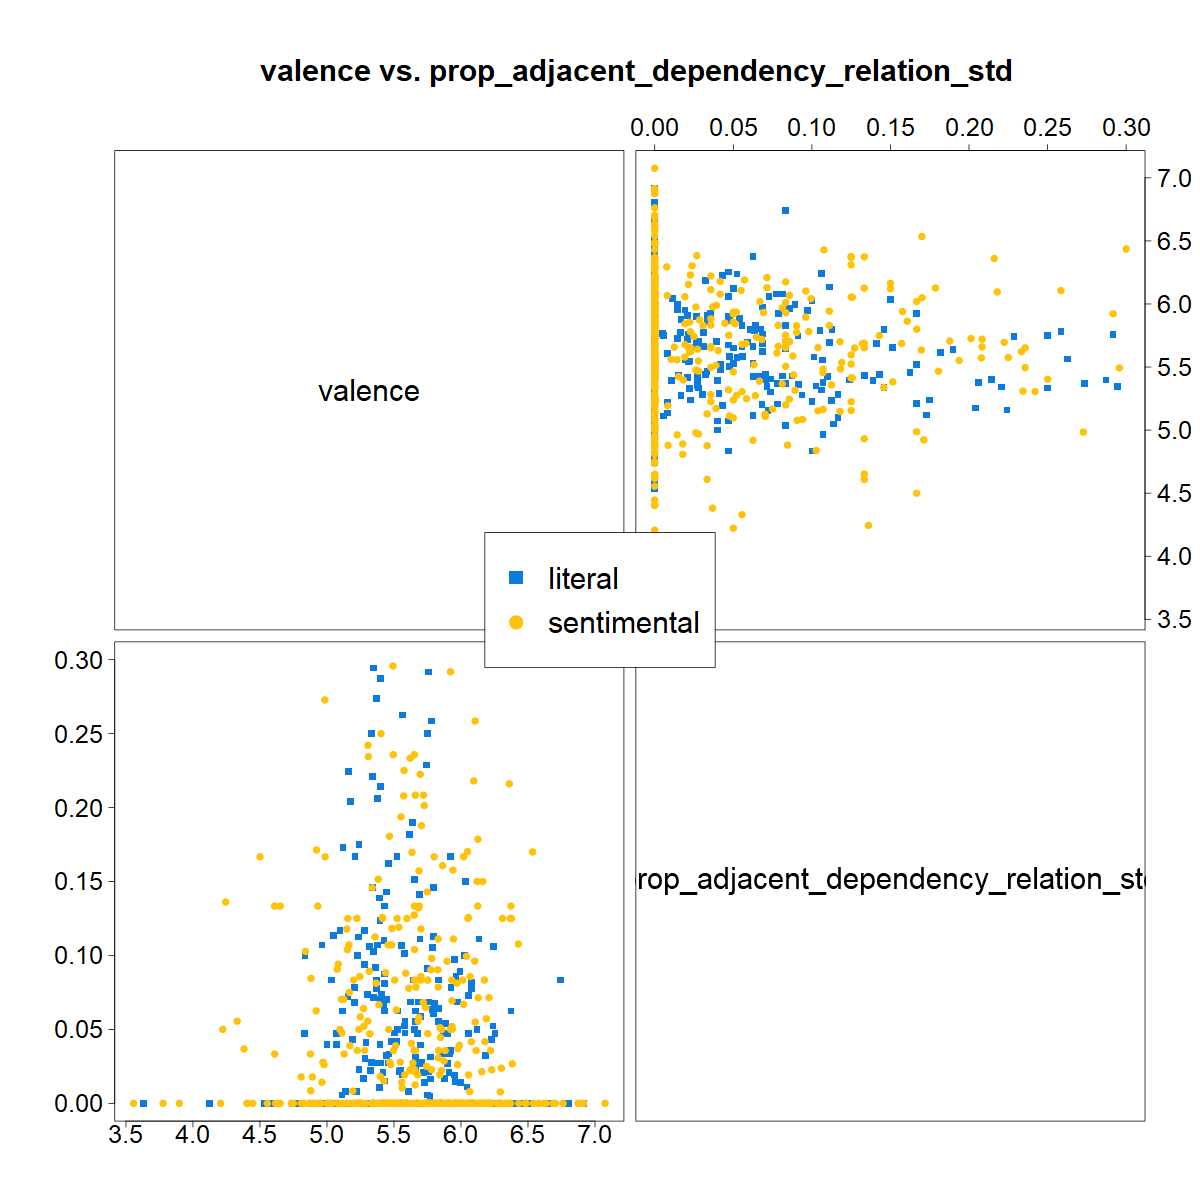 valence vs. prop_adjacent_dependency_relation_std
0.00 0.05 0.10 0.15 0.20 0.25 0.30
valence
7.0
6.5
6.0
5.5
5.0
4.5
4.0
3.5
literal
sentimental
0.30
0.25
0.20
0.15
0.10
0.05
0.00
rop_adjacent_dependency_relation_st
3.5 4.0 4.5 5.0 5.5 6.0 6.5 7.0